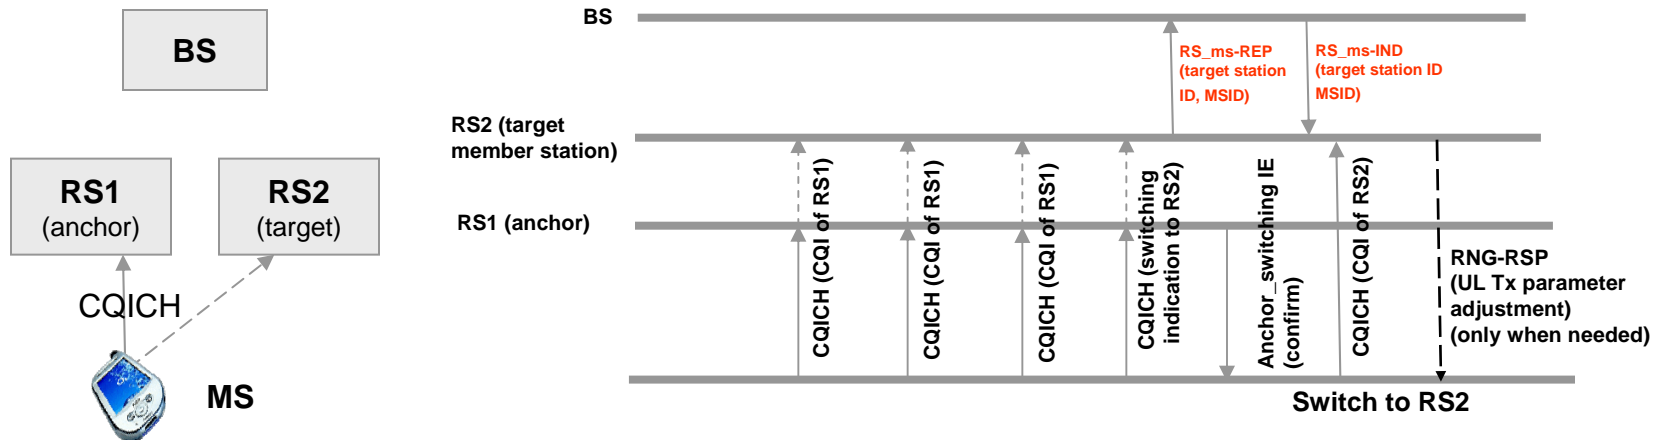 BS
RS1
(anchor)
RS2
(target)
CQICH
MS
BS
RS_ms-REP
(target station
ID, MSID)
RS_ms-IND
(target station ID
MSID)
RS2 (target
member station)
RS1 (anchor)
CQICH (CQI of RS1)
CQICH (CQI of RS1)
CQICH (CQI of RS1)
CQICH (switching
indication to RS2)
Anchor_switching IE
(confirm)
CQICH (CQI of RS2)
RNG-RSP
(UL Tx parameter
adjustment)
(only when needed)
Switch to RS2